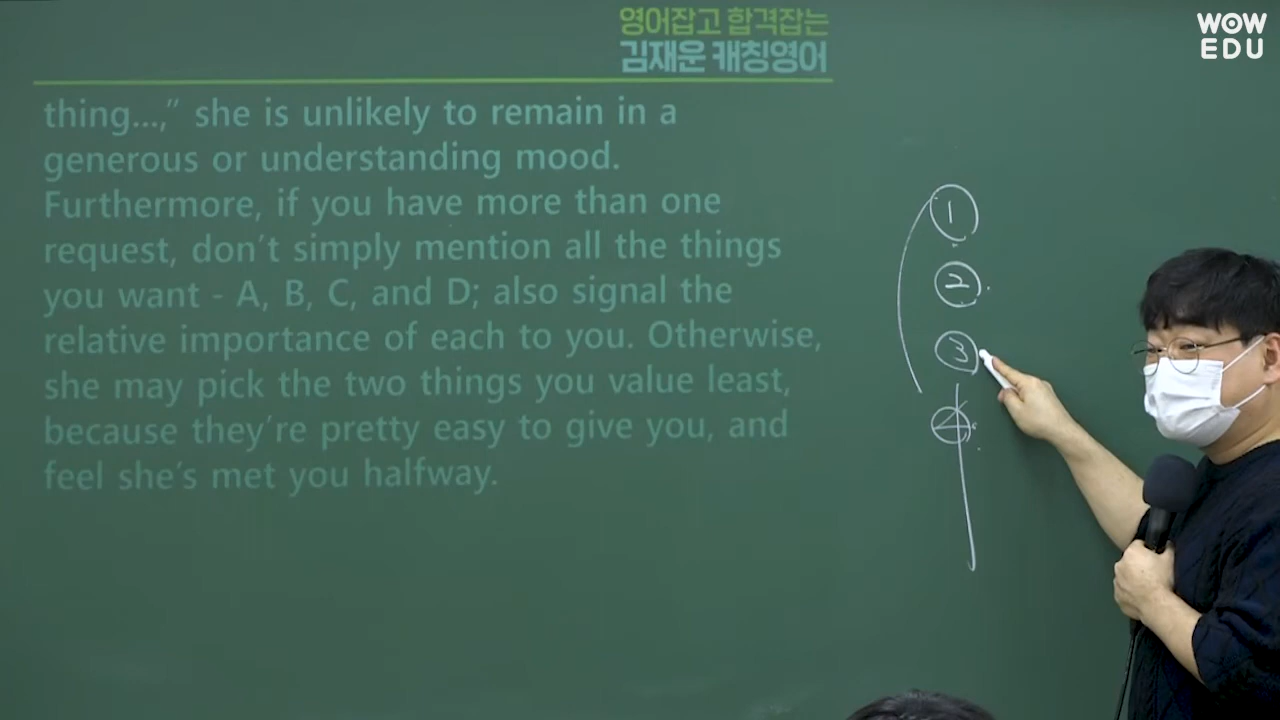 영어잡고 합격잡는
김재운 캐칭영어
WOW
EDU
thing...,” she is unlikely to remain in a
generous or understanding mood.
Furthermore, if you have more than one
request, don’t simply mention all the things
you want - A, B, C, and D; also signal the
relative importance of each to you. Otherwise,
she may pick the two things you value least,
because they’re pretty easy to give you, and
feel she’s met you halfway.
①
②
③
④